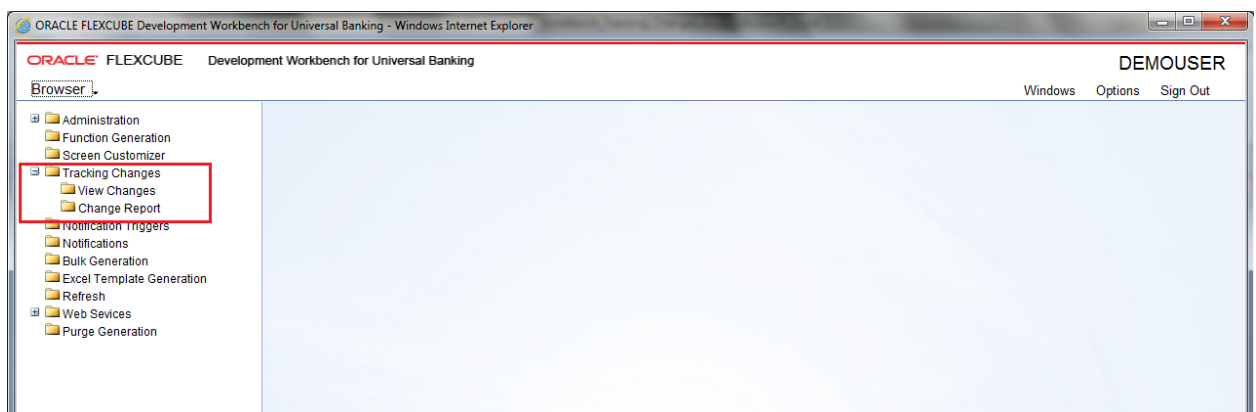 ORACLE FLEXCUBE Development Workbench for Universal Banking - Windows Internet Explorer
ORACLE FLEXCUBE Development Workbench for Universal Banking
DEMOUSER
Browser
Windows Options Sign Out
Administration
Function Generation
Screen Customizer
Tracking Changes
View Changes
Change Report
Notification Triggers
Notifications
Bulk Generation
Excel Template Generation
Refresh
Web Sevices
Purge Generation